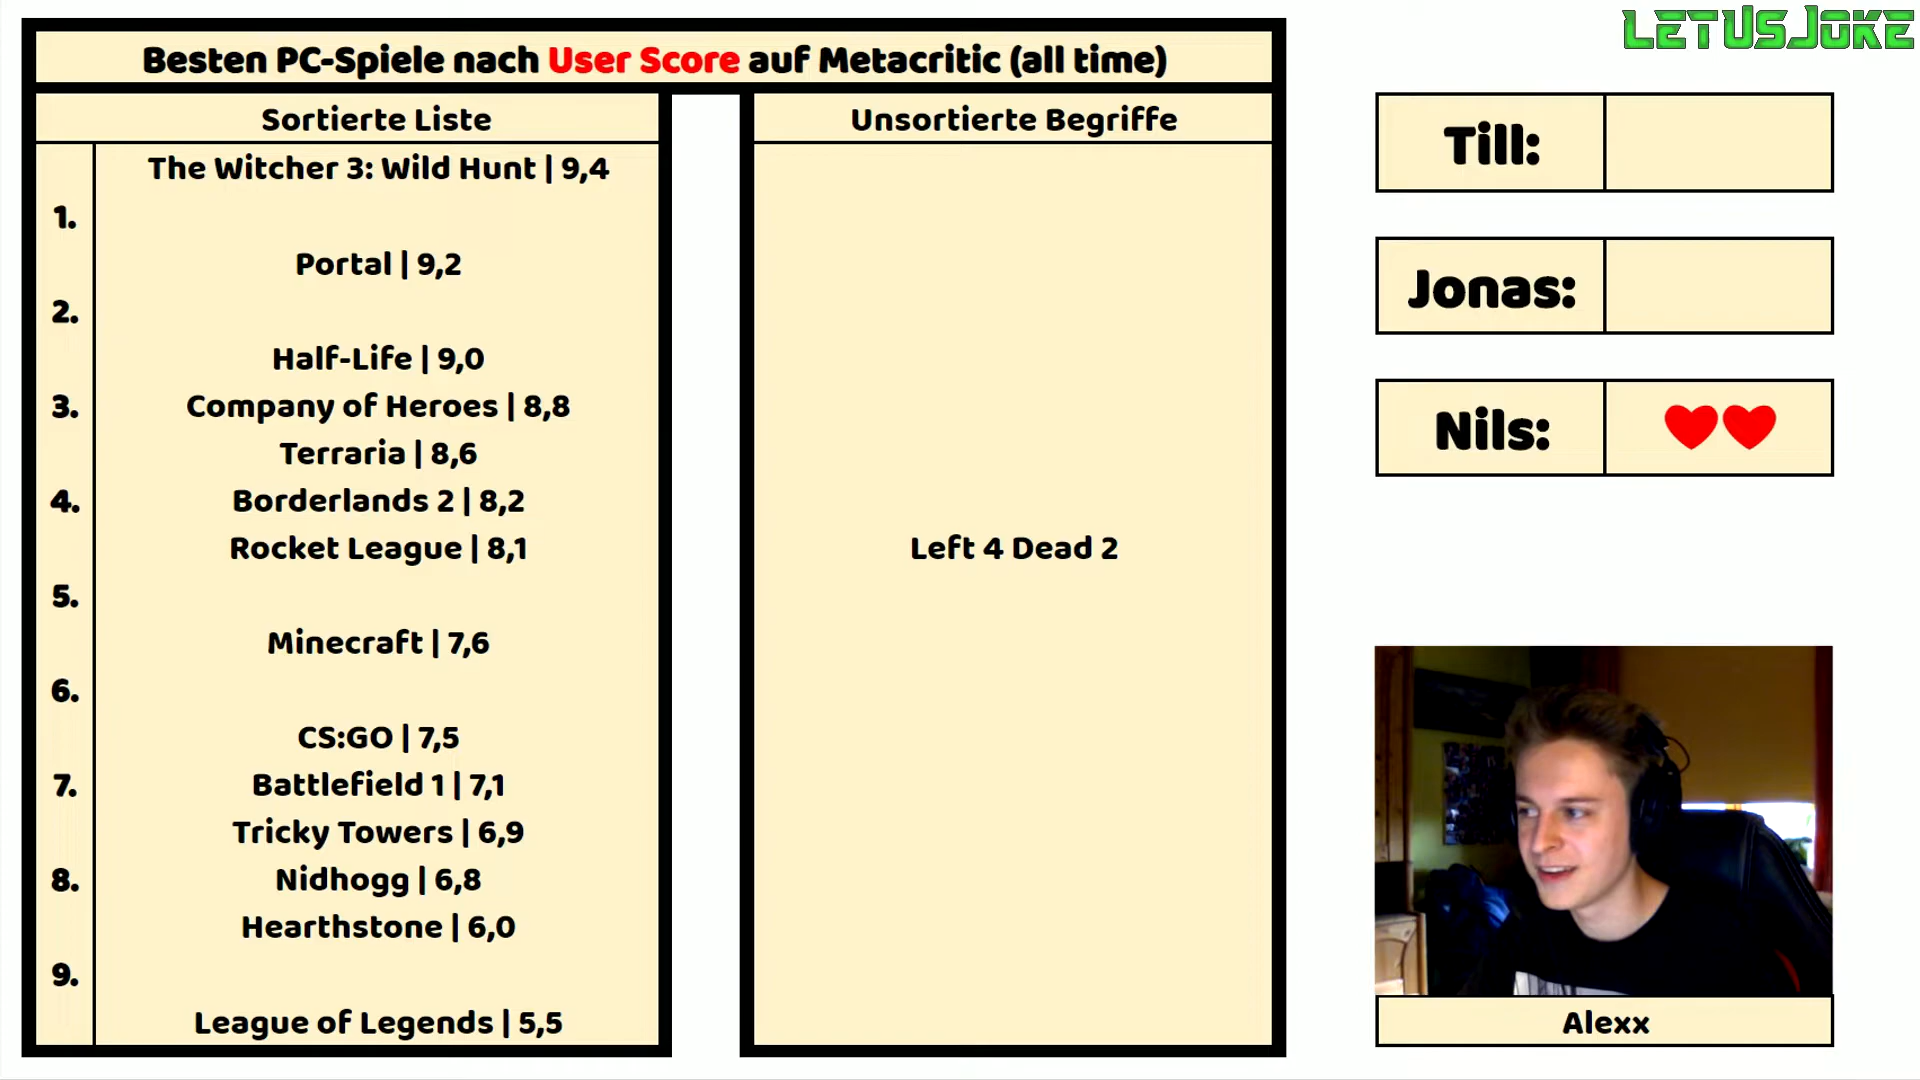 LETUSJOKE
Besten PC-Spiele nach User Score auf Metacritic (all time)
Sortierte Liste
The Witcher 3: Wild Hunt | 9,4
1.
Portal | 9,2
2.
Half-Life | 9,0
3.
Company of Heroes | 8,8
Terraria | 8,6
4.
Borderlands 2 | 8,2
Rocket League | 8,1
5.
Minecraft | 7,6
6.
CS:GO | 7,5
7.
Battlefield 1 | 7,1
Tricky Towers | 6,9
8.
Nidhogg | 6,8
Hearthstone | 6,0
9.
League of Legends | 5,5
Unsortierte Begriffe
Left 4 Dead 2
Till:
Jonas:
Nils:
Alexx